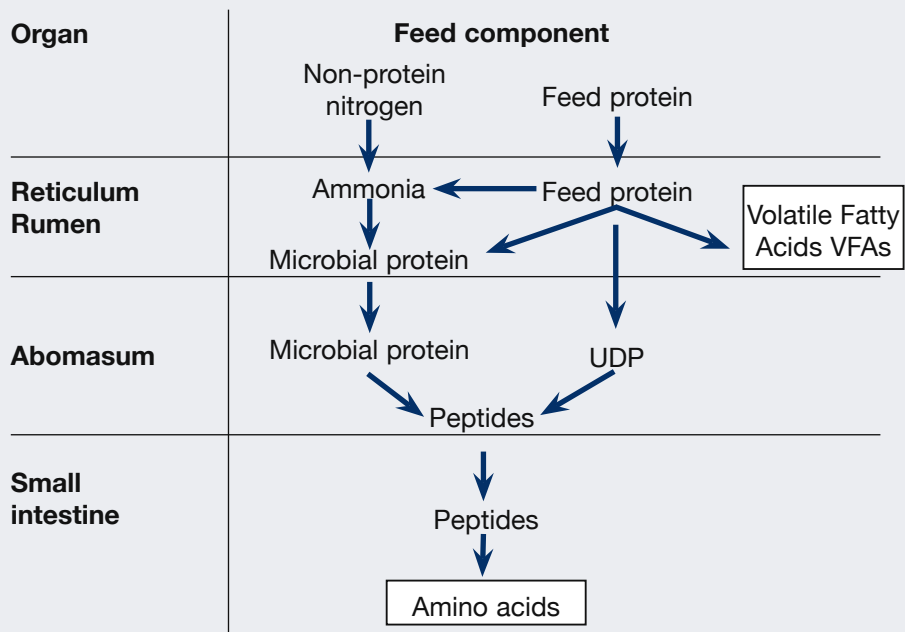 Organ
Feed component
Non-protein
nitrogen
Feed protein
Reticulum
Rumen
Ammonia
Feed protein
Volatile Fatty
Acids VFAs
Microbial protein
Abomasum
Microbial protein
UDP
Peptides
Small
intestine
Peptides
Amino acids